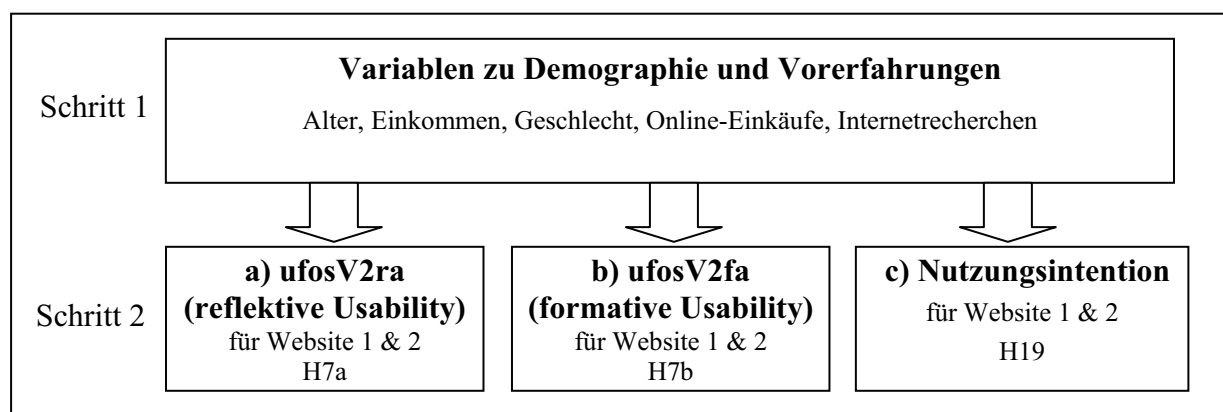 Schritt 1
Variablen zu Demographie und Vorerfahrungen
Alter, Einkommen, Geschlecht, Online-Einkäufe, Internetrecherchen
Schritt 2
a) ufosV2ra
(reflektive Usability)
für Website 1 & 2
H7a
b) ufosV2fa
(formative Usability)
für Website 1 & 2
H7b
c) Nutzungsintention
für Website 1 & 2
H19